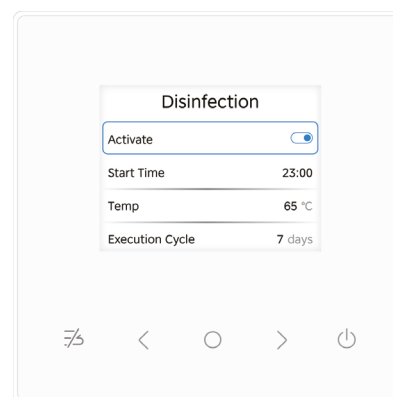 Disinfection
Activate
Start Time 23:00
Temp 65 °C
Execution Cycle 7 days